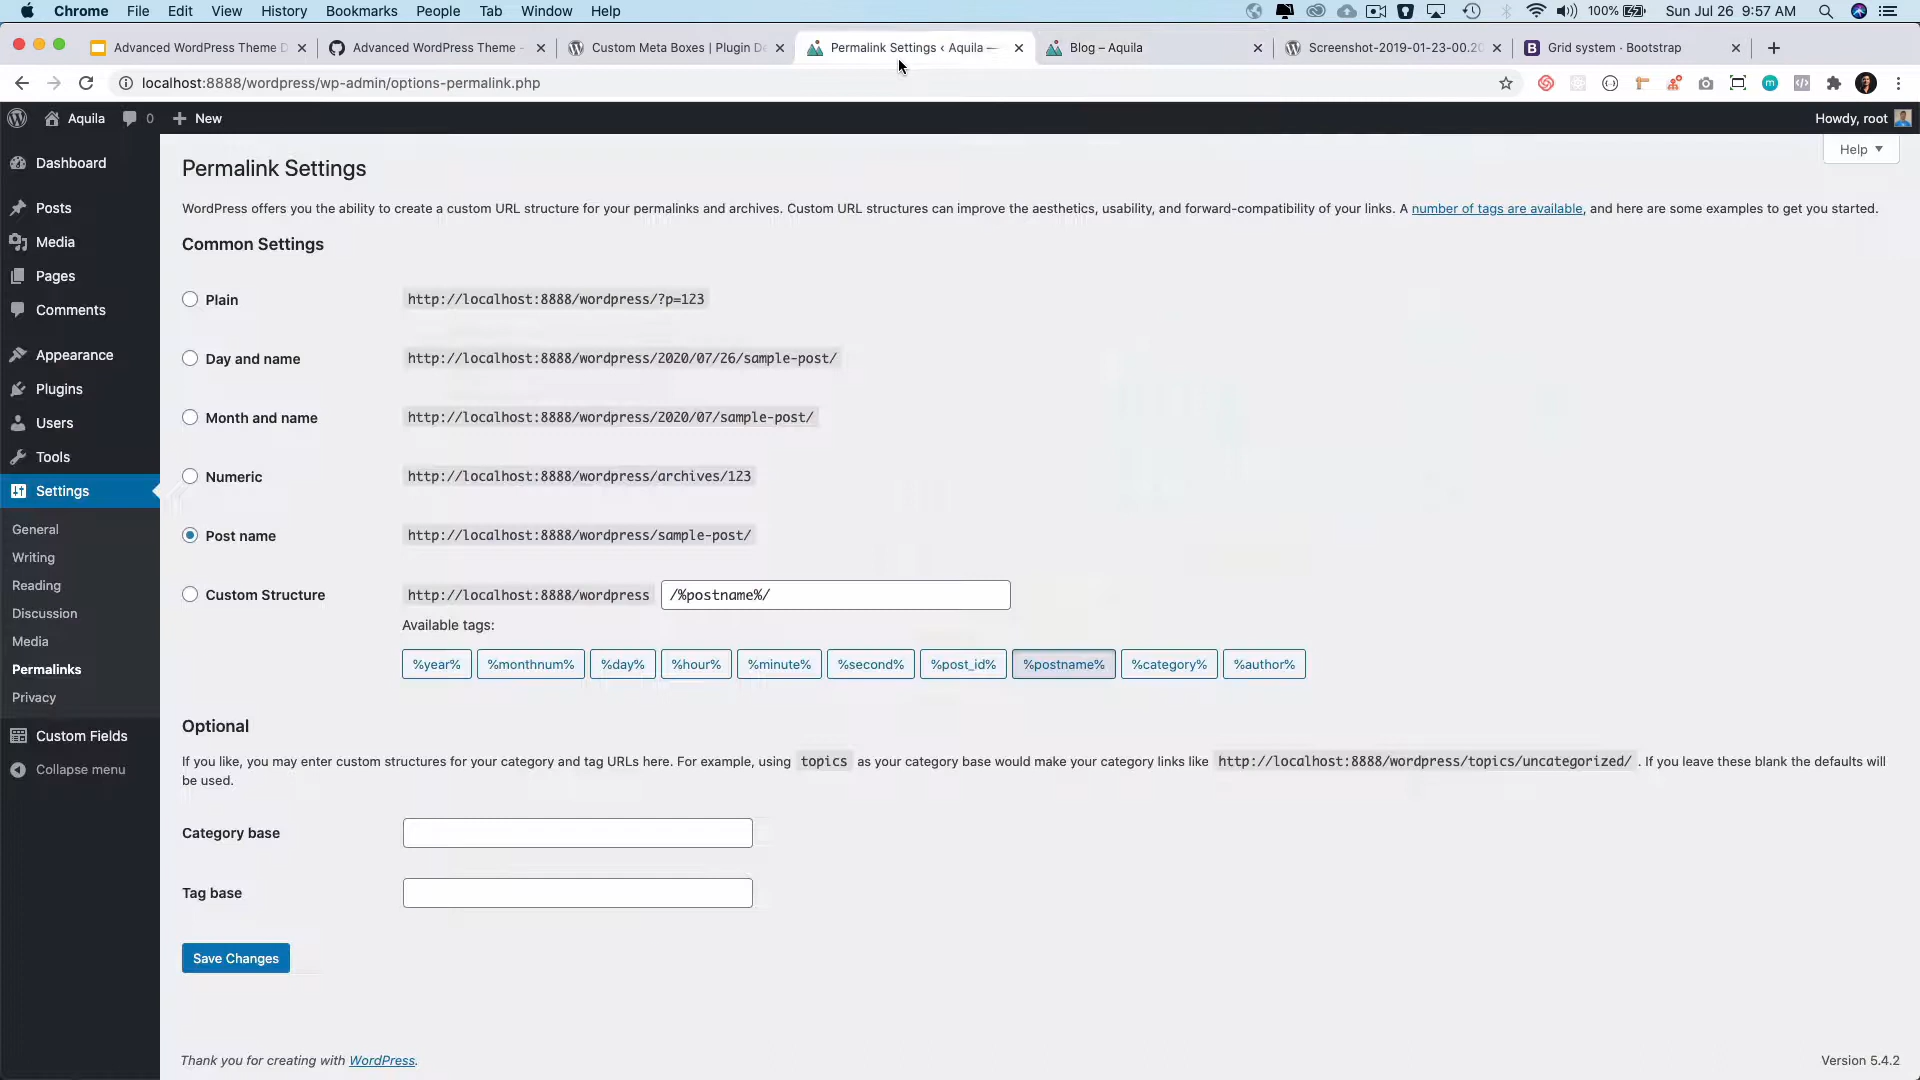 Chrome File Edit View History Bookmarks People Tab Window Help 100% Sun Jul 26 9:57 AM
Advanced WordPress Theme D Advanced WordPress Theme - Custom Meta Boxes | Plugin De Permalink Settings ‹ Aquila — Blog – Aquila Screenshot-2019-01-23-00.20 Grid system · Bootstrap
localhost:8888/wordpress/wp-admin/options-permalink.php
Aquila 0 New Howdy, root
Help
Dashboard
Posts
Media
Pages
Comments
Appearance
Plugins
Users
Tools
Settings
General
Writing
Reading
Discussion
Media
Permalinks
Privacy
Custom Fields
Collapse menu
Permalink Settings
WordPress offers you the ability to create a custom URL structure for your permalinks and archives. Custom URL structures can improve the aesthetics, usability, and forward-compatibility of your links. A number of tags are available, and here are some examples to get you started.
Common Settings
Plain http://localhost:8888/wordpress/?p=123
Day and name http://localhost:8888/wordpress/2020/07/26/sample-post/
Month and name http://localhost:8888/wordpress/2020/07/sample-post/
Numeric http://localhost:8888/wordpress/archives/123
Post name http://localhost:8888/wordpress/sample-post/
Custom Structure http://localhost:8888/wordpress /%postname%/
Available tags:
%year% %monthnum% %day% %hour% %minute% %second% %post_id% %postname% %category% %author%
Optional
If you like, you may enter custom structures for your category and tag URLs here. For example, using topics as your category base would make your category links like http://localhost:8888/wordpress/topics/uncategorized/ . If you leave these blank the defaults will
be used.
Category base
Tag base
Save Changes
Thank you for creating with WordPress.
Version 5.4.2